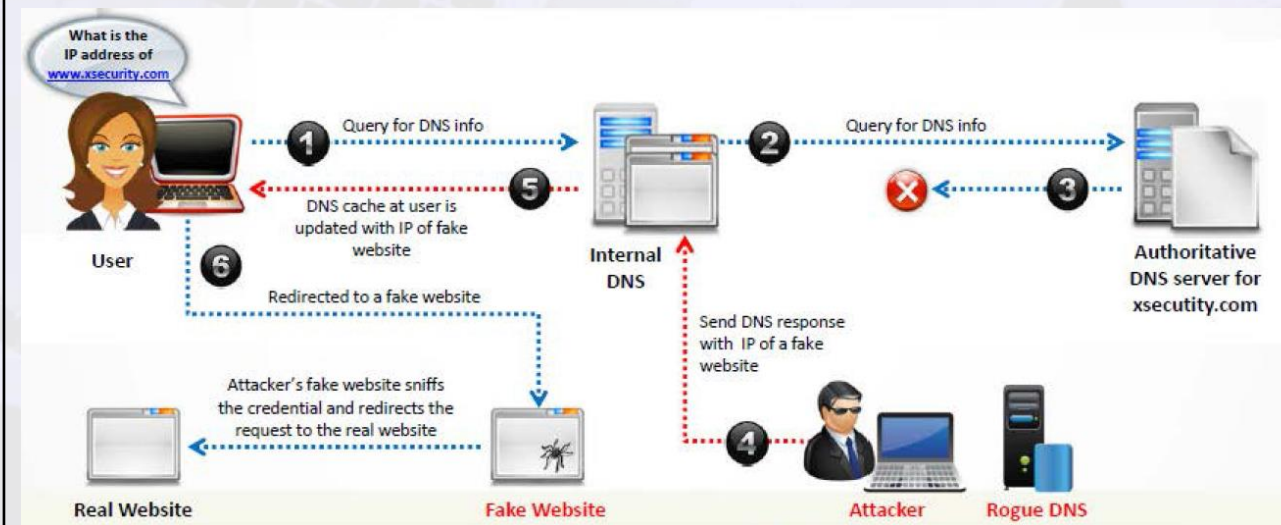 What is the
IP address of
www.xsecurity.com
1
Query for DNS info
2
Query for DNS info
5
3
DNS cache at user is
updated with IP of fake
website
User
6
Internal
DNS
Authoritative
DNS server for
xsecutity.com
Redirected to a fake website
Send DNS response
with IP of a fake
website
Attacker's fake website sniffs
the credential and redirects the
request to the real website
4
Real Website
Fake Website
Attacker
Rogue DNS